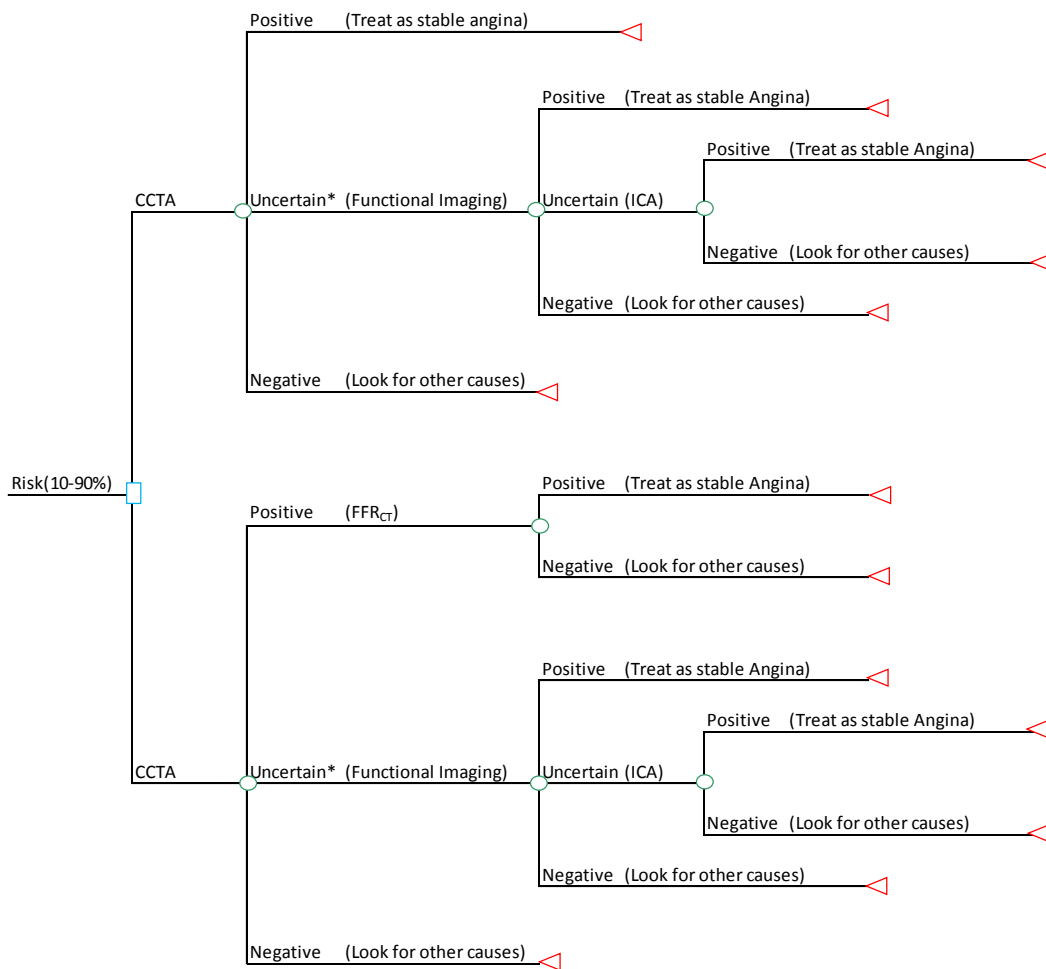 Positive (Treat as stable angina)
Positive (Treat as stable Angina)
Positive (Treat as stable Angina)
CCTA Uncertain* (Functional Imaging) Uncertain (ICA)
Negative (Look for other causes)
Negative (Look for other causes)
Negative (Look for other causes)
Risk(10-90%)
Positive (Treat as stable Angina)
Positive (FFRCT)
Negative (Look for other causes)
Positive (Treat as stable Angina)
Positive (Treat as stable Angina)
CCTA Uncertain* (Functional Imaging) Uncertain (ICA)
Negative (Look for other causes)
Negative (Look for other causes)
Negative (Look for other causes)